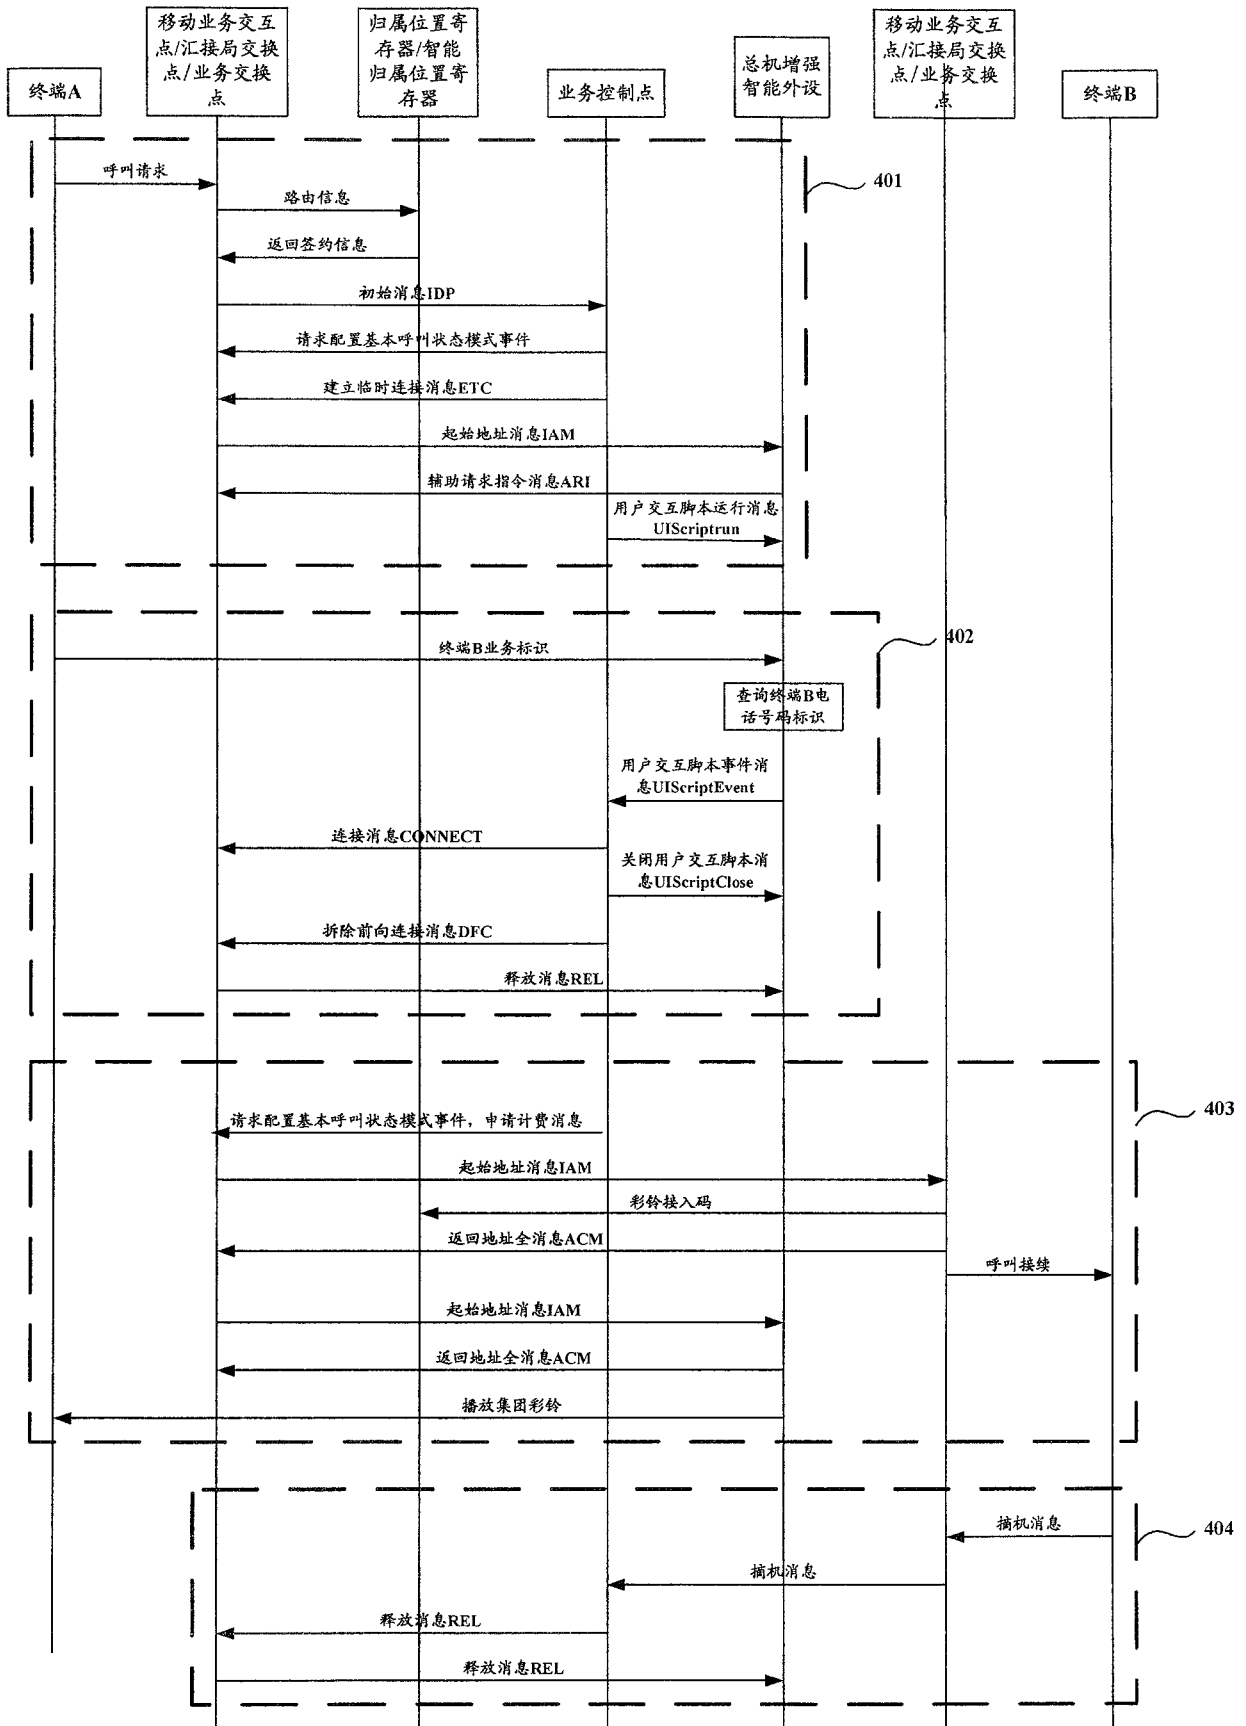 终端A
移动业务交互
点/汇接局交换
点/业务交换
点
归属位置寄
存器/智能
归属位置寄
存器
业务控制点
总机增强
智能外设
移动业务交互
点/汇接局交换
点/业务交换
点
终端B
呼叫请求
401
路由信息
返回签约信息
初始消息IDP
请求配置基本呼叫状态模式事件
建立临时连接消息ETC
起始地址消息IAM
辅助请求指令消息ARI
用户交互脚本运行消息
UIScriptrun
402
终端B业务标识
查询终端B电
话号码标识
用户交互脚本事件消
息UIScriptEvent
连接消息CONNECT
关闭用户交互脚本消
息UIScriptClose
拆除前向连接消息DFC
释放消息REL
403
请求配置基本呼叫状态模式事件，申请计费消息
起始地址消息IAM
彩铃接入码
返回地址全消息ACM
呼叫接续
起始地址消息IAM
返回地址全消息ACM
播放集团彩铃
404
摘机消息
摘机消息
释放消息REL
释放消息REL